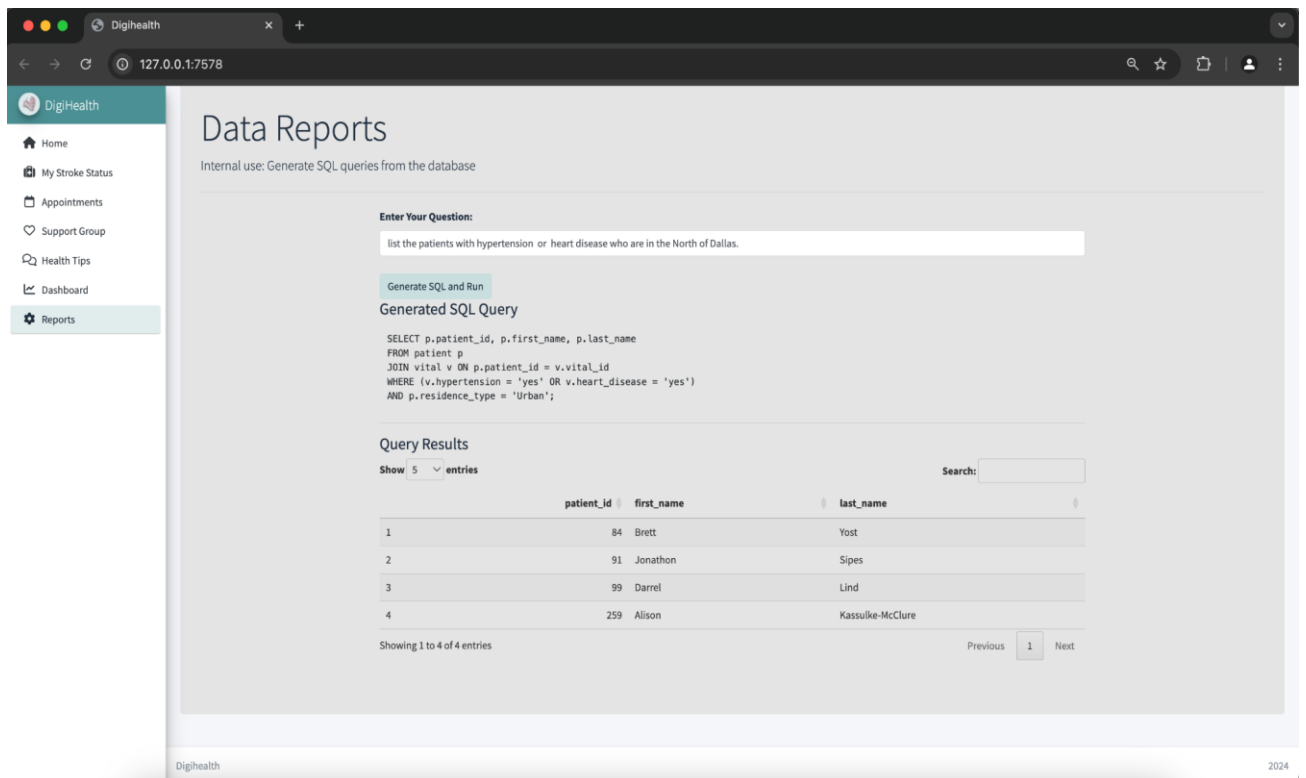 Digihealth
127.0.0.1:7578
DigiHealth
Home
My Stroke Status
Appointments
Support Group
Health Tips
Dashboard
Reports
Data Reports
Internal use: Generate SQL queries from the database
Enter Your Question:
list the patients with hypertension or heart disease who are in the North of Dallas.
Generate SQL and Run
Generated SQL Query
SELECT p.patient_id, p.first_name, p.last_name
FROM patient p
JOIN vital v ON p.patient_id = v.vital_id
WHERE (v.hypertension = 'yes' OR v.heart_disease = 'yes')
AND p.residence_type = 'Urban';
Query Results
Show 5 entries Search:
patient_id first_name last_name
1 84 Brett Yost
2 91 Jonathon Sipes
3 99 Darrel Lind
4 259 Alison Kassulke-McClure
Showing 1 to 4 of 4 entries Previous 1 Next
Digihealth 2024